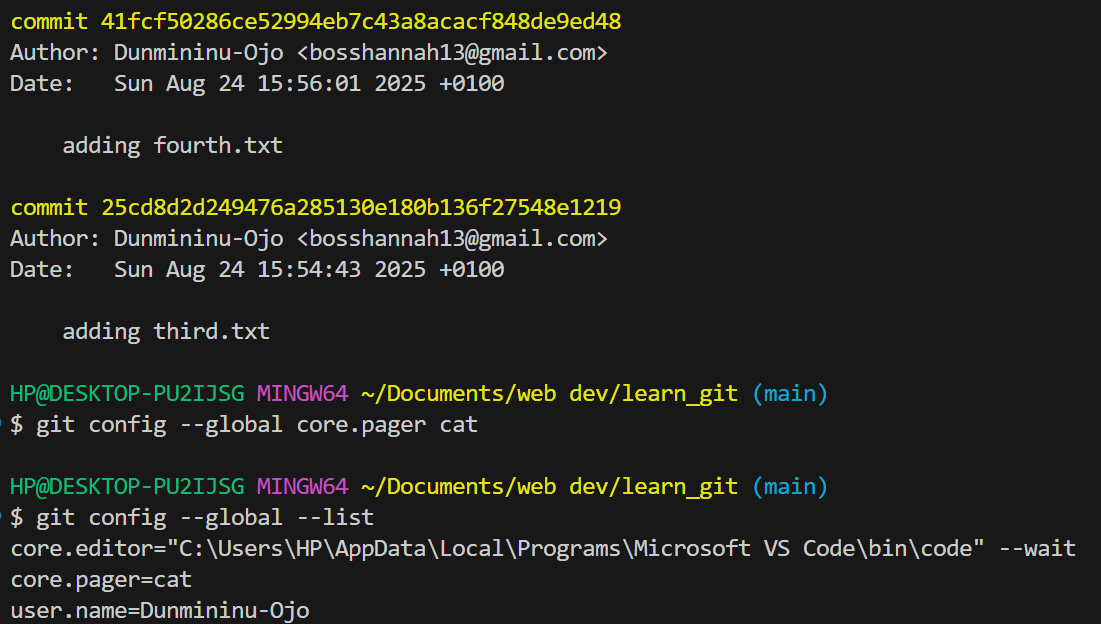 commit 41fcf50286ce52994eb7c43a8acacf848de9ed48
Author: Dunmininu-Ojo <bosshannah13@gmail.com>
Date:   Sun Aug 24 15:56:01 2025 +0100
    adding fourth.txt
commit 25cd8d2d249476a285130e180b136f27548e1219
Author: Dunmininu-Ojo <bosshannah13@gmail.com>
Date:   Sun Aug 24 15:54:43 2025 +0100
    adding third.txt
HP@DESKTOP-PU2IJSG MINGW64 ~/Documents/web dev/learn_git (main)
$ git config --global core.pager cat
HP@DESKTOP-PU2IJSG MINGW64 ~/Documents/web dev/learn_git (main)
$ git config --global --list
core.editor="C:\Users\HP\AppData\Local\Programs\Microsoft VS Code\bin\code" --wait
core.pager=cat
user.name=Dunmininu-Ojo